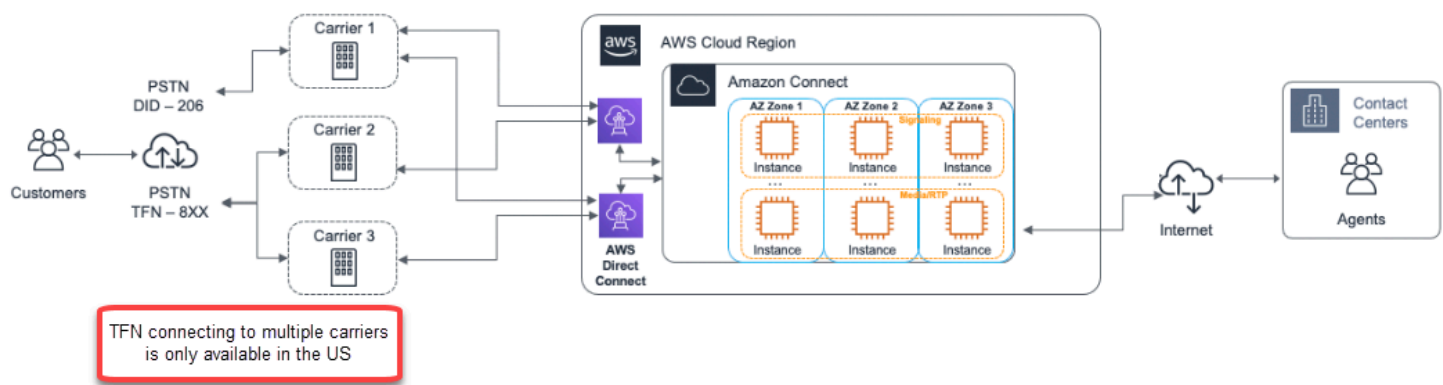 Customers
PSTN
DID – 206
PSTN
TFN – 8XX
Carrier 1
Carrier 2
Carrier 3
TFN connecting to multiple carriers
is only available in the US
aws
AWS Cloud Region
AWS
Direct
Connect
Amazon Connect
AZ Zone 1
AZ Zone 2
AZ Zone 3
Signaling
Instance
Instance
Instance
...
...
...
Media/RTP
Instance
Instance
Instance
Internet
Contact
Centers
Agents